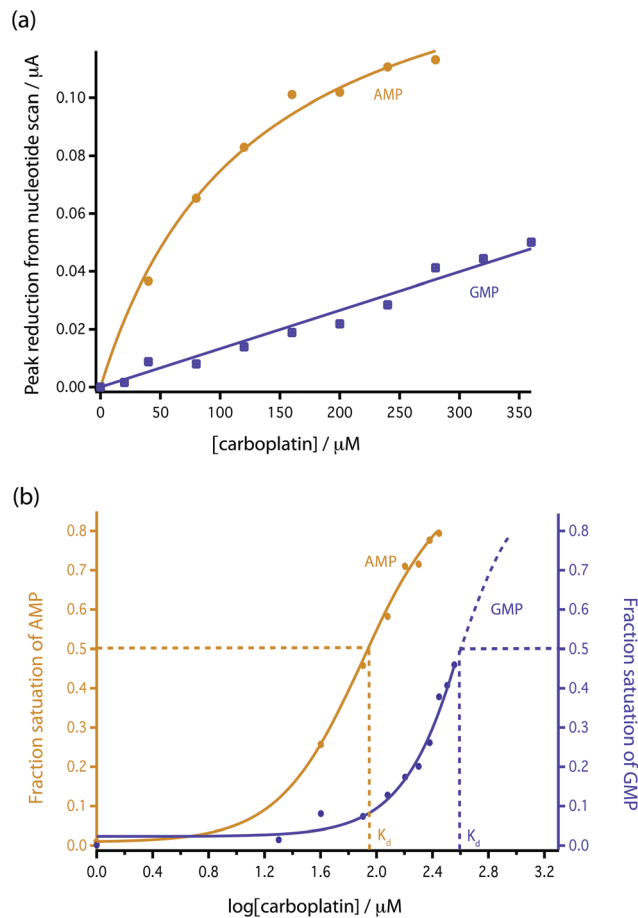 (a)
Peak reduction from nucleotide scan / μA
0.10
0.08
0.06
0.04
0.02
0.00
AMP
GMP
0 50 100 150 200 250 300 350
[carboplatin] / μM
(b)
Fraction satuation of AMP
0.8
0.7
0.6
0.5
0.4
0.3
0.2
0.1
0.0
AMP
GMP
K_d
K_d
0.8
0.7
0.6
0.5
0.4
0.3
0.2
0.1
0.0
Fraction satuation of GMP
0.0 0.8 1.2 1.6 2.0 2.4 2.8 3.2
log[carboplatin] / μM